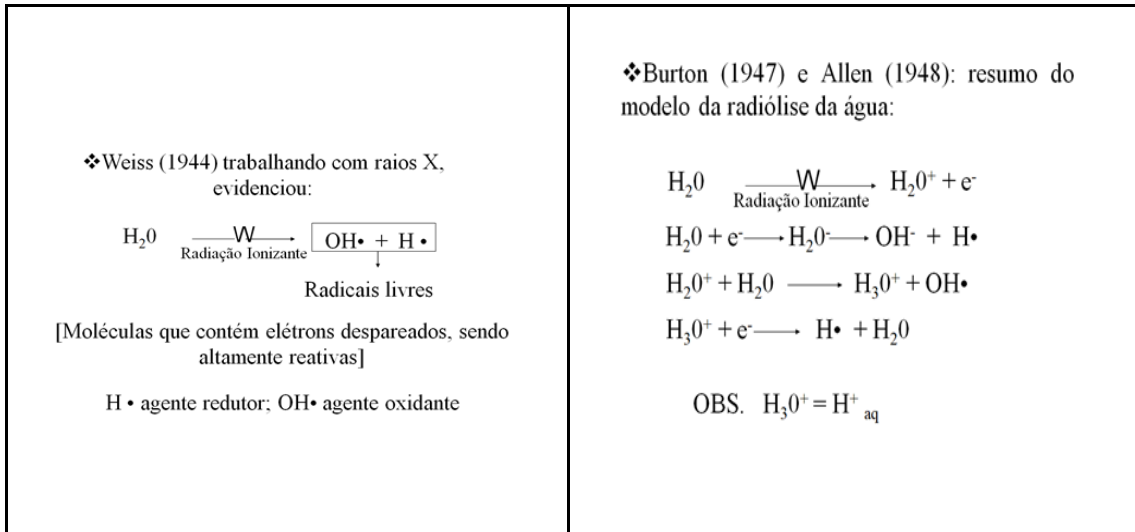 ❖Weiss (1944) trabalhando com raios X,
evidenciou:
H₂0 W OH• + H •
Radiação Ionizante
Radicais livres
[Moléculas que contém elétrons despareados, sendo
altamente reativas]
H • agente redutor; OH• agente oxidante
❖Burton (1947) e Allen (1948): resumo do
modelo da radiólise da água:
H₂0 W → H₂0⁺ + e⁻
Radiação Ionizante
H₂0 + e⁻ → H₂0⁻ → OH⁻ + H•
H₂0⁺ + H₂0 → H₃0⁺ + OH•
H₃0⁺ + e⁻ → H• + H₂0
OBS. H₃0⁺ = H⁺ aq